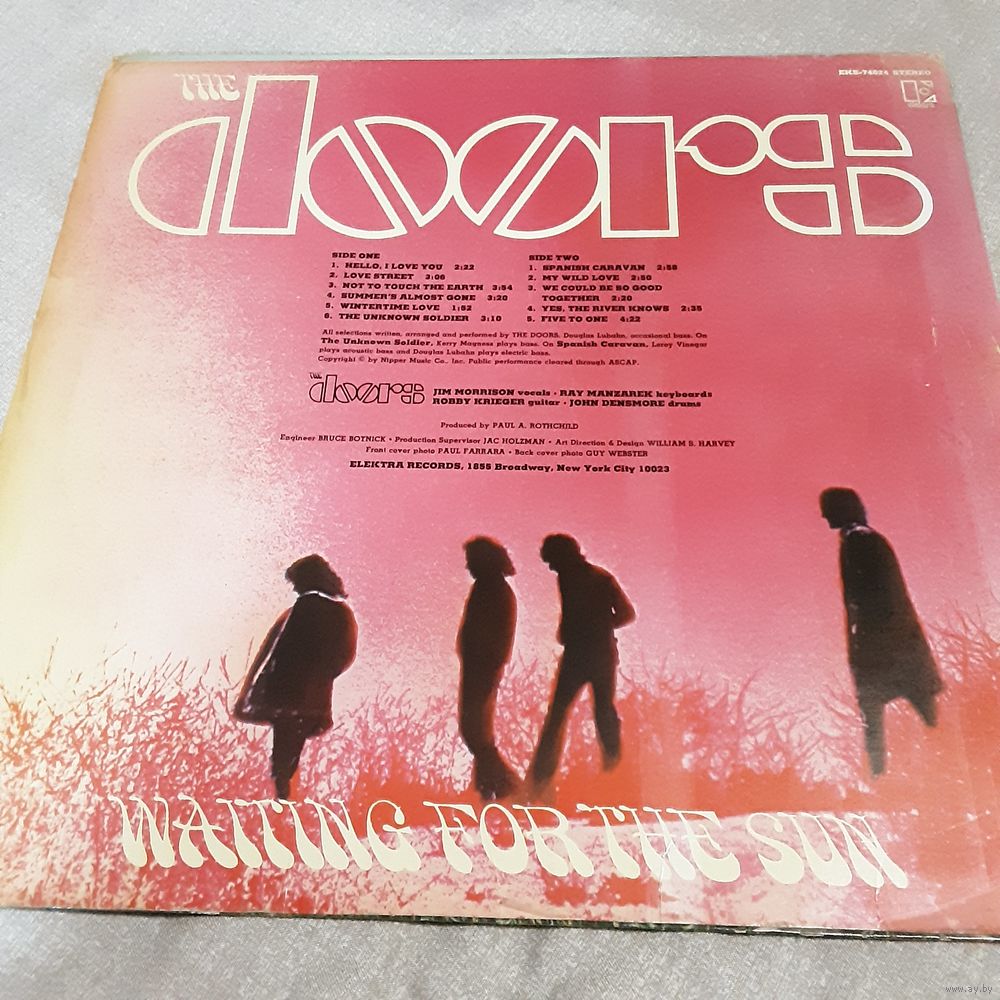 THE
doors
EKS-74024 STEREO
SIDE ONE
1. HELLO, I LOVE YOU 2:22
2. LOVE STREET 3:06
3. NOT TO TOUCH THE EARTH 3:54
4. SUMMER'S ALMOST GONE 3:20
5. WINTERTIME LOVE 1:52
6. THE UNKNOWN SOLDIER 3:10
SIDE TWO
1. SPANISH CARAVAN 2:58
2. MY WILD LOVE 2:50
3. WE COULD BE SO GOOD
TOGETHER 2:20
4. YES, THE RIVER KNOWS 2:35
5. FIVE TO ONE 4:22
All selections written, arranged and performed by THE DOORS. Douglas Lubahn, occasional bass. On
The Unknown Soldier, Kerry Magness plays bass. On Spanish Caravan, Leroy Vinegar
plays acoustic bass and Douglas Lubahn plays electric bass.
Copyright © by Nipper Music Co., Inc. Public performance cleared through ASCAP.
THE
doors
JIM MORRISON vocals · RAY MANZAREK keyboards
ROBBY KRIEGER guitar · JOHN DENSMORE drums
Produced by PAUL A. ROTHCHILD
Engineer BRUCE BOTNICK • Production Supervisor JAC HOLZMAN • Art Direction & Design WILLIAM S. HARVEY
Front cover photo PAUL FERRARA • Back cover photo GUY WEBSTER
ELEKTRA RECORDS, 1855 Broadway, New York City 10023
WAITING FOR THE SUN
www.ay.by